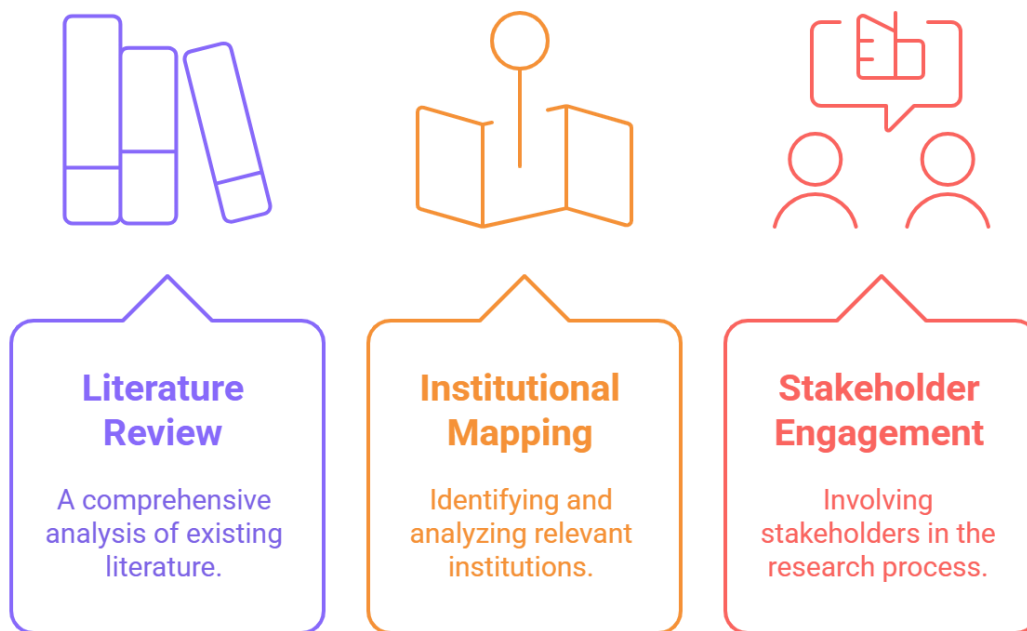 Literature
Review
A comprehensive
analysis of existing
literature.
Institutional
Mapping
Identifying and
analyzing relevant
institutions.
Stakeholder
Engagement
Involving
stakeholders in the
research process.